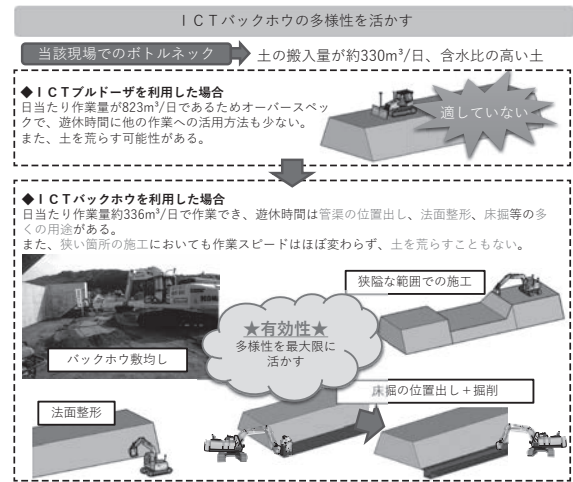 ＩＣＴバックホウの多様性を活かす
当該現場でのボトルネック
土の搬入量が約330m³/日、含水比の高い土
◆ＩＣＴブルドーザを利用した場合
日当たり作業量が823m³/日であるためオーバースペッ
クで、遊休時間に他の作業への活用方法も少ない。
また、土を荒らす可能性がある。
適していない
◆ＩＣＴバックホウを利用した場合
日当たり作業量約336m³/日で作業でき、遊休時間は管渠の位置出し、法面整形、床掘等の多
くの用途がある。
また、狭い箇所の施工においても作業スピードはほぼ変わらず、土を荒らすこともない。
狭隘な範囲での施工
★有効性★
多様性を最大限に
活かす
バックホウ敷均し
床掘の位置出し＋掘削
法面整形